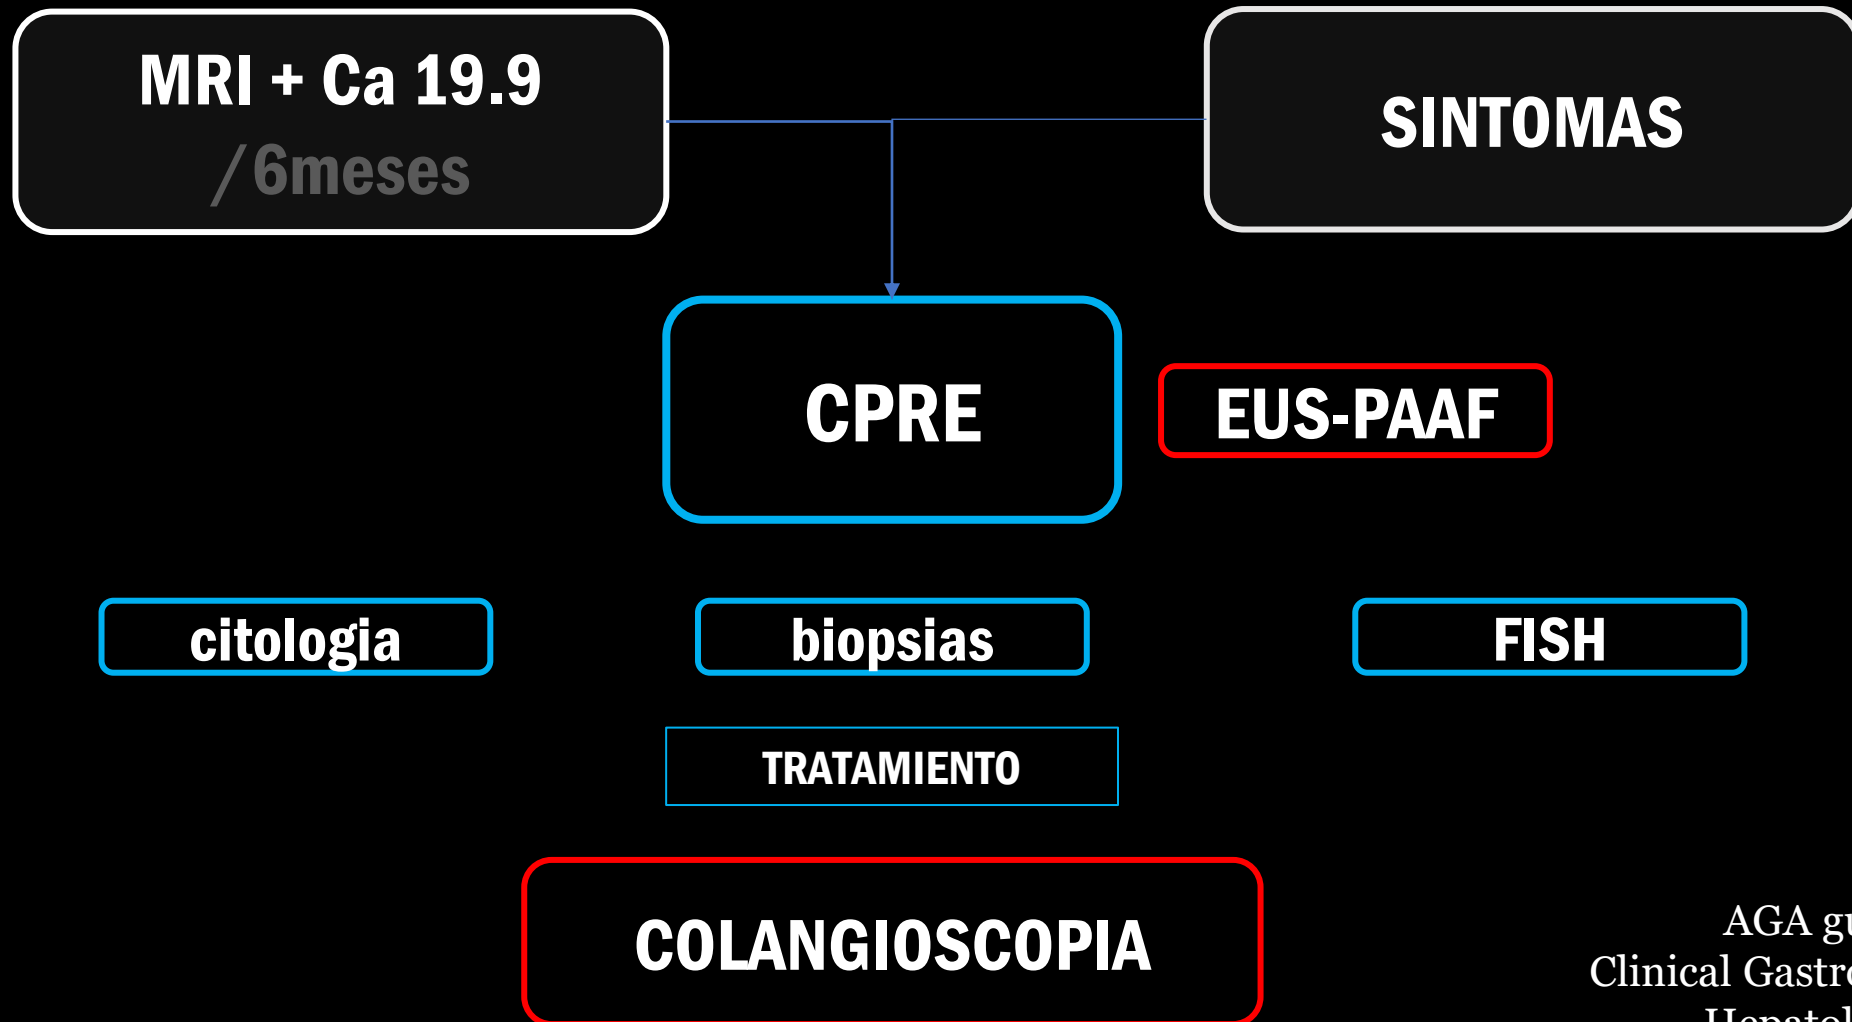 MRI + Ca 19.9
/6meses
SINTOMAS
CPRE
EUS-PAAF
citologia
biopsias
FISH
TRATAMIENTO
COLANGIOSCOPIA
AGA
Clinical